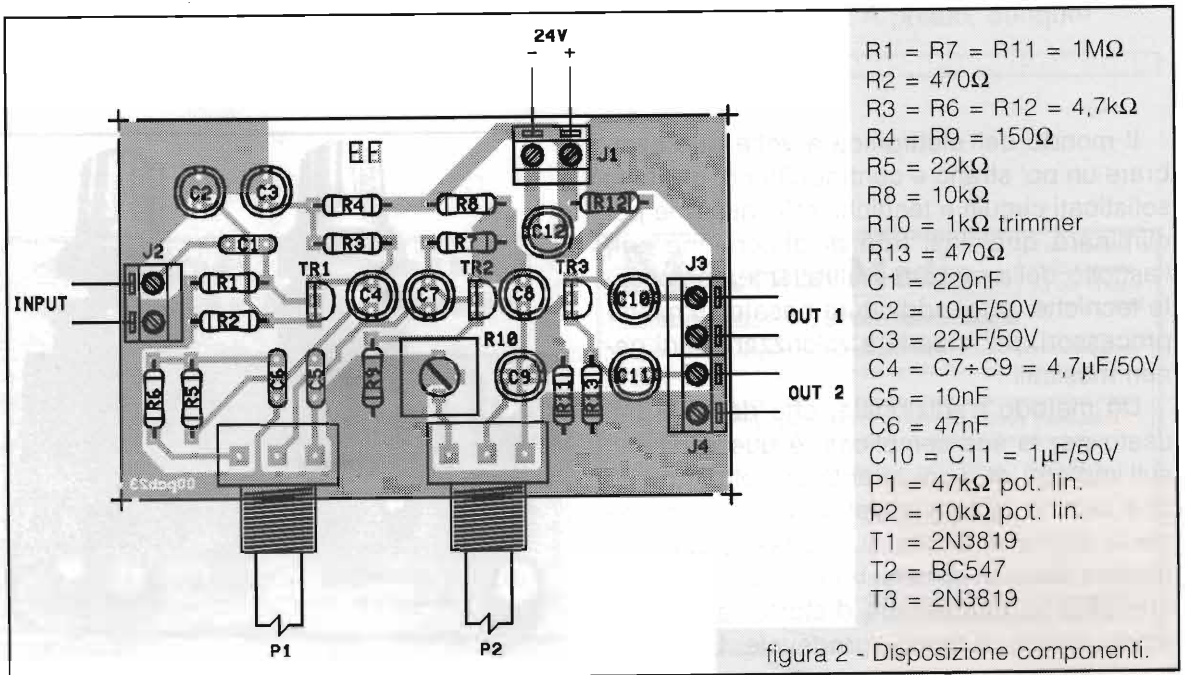 24V
- +
J1
C2
C3
R4
R8
R12
C12
R3
R7
J2
C1
TR1
TR2
TR3
J3
INPUT
R1
C4
C7
C8
C10
OUT 1
R2
R10
R6
R5
C6
C5
R9
C9
R11
R13
C11
OUT 2
J4
00pcb23
P1
P2
R1 = R7 = R11 = 1MΩ
R2 = 470Ω
R3 = R6 = R12 = 4,7kΩ
R4 = R9 = 150Ω
R5 = 22kΩ
R8 = 10kΩ
R10 = 1kΩ trimmer
R13 = 470Ω
C1 = 220nF
C2 = 10µF/50V
C3 = 22µF/50V
C4 = C7÷C9 = 4,7µF/50V
C5 = 10nF
C6 = 47nF
C10 = C11 = 1µF/50V
P1 = 47kΩ pot. lin.
P2 = 10kΩ pot. lin.
T1 = 2N3819
T2 = BC547
T3 = 2N3819
figura 2 - Disposizione componenti.